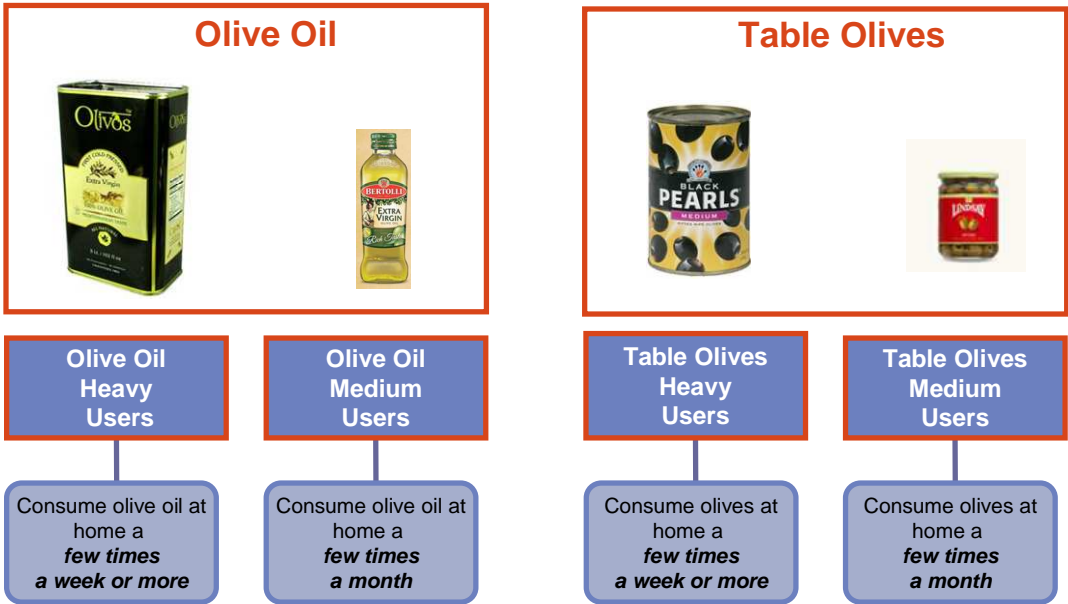 Olive Oil
Table Olives
Olivos
FIRST COLD PRESSED
Extra Virgin
BERTOLLI
EXTRA
VIRGIN
BLACK
PEARLS
MEDIUM
LINDSAY
Olive Oil
Heavy
Users
Olive Oil
Medium
Users
Table Olives
Heavy
Users
Table Olives
Medium
Users
Consume olive oil at
home a
few times
a week or more
Consume olive oil at
home a
few times
a month
Consume olives at
home a
few times
a week or more
Consume olives at
home a
few times
a month